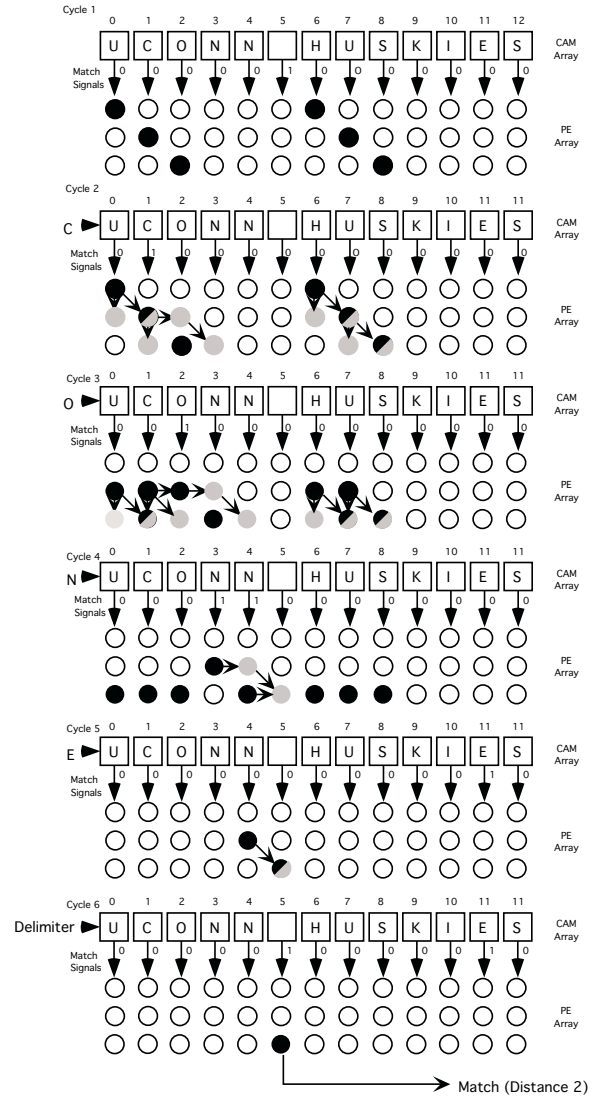 Cycle 1
0 1 2 3 4 5 6 7 8 9 10 11 12
U C O N N H U S K I E S
CAM Array
Match Signals
0 0 0 0 0 1 0 0 0 0 0 0 0
PE Array
Cycle 2
0 1 2 3 4 5 6 7 8 9 10 10 11
C U C O N N H U S K I E S
CAM Array
Match Signals
0 1 0 0 0 0 0 0 0 0 0 0 0
PE Array
Cycle 3
0 1 2 3 4 5 6 7 8 9 10 11 11
O U C O N N H U S K I E S
CAM Array
Match Signals
0 0 1 0 0 0 0 0 0 0 0 0 0
PE Array
Cycle 4
0 1 2 3 4 5 6 7 8 9 10 11 11
N U C O N N H U S K I E S
CAM Array
Match Signals
0 0 0 1 1 0 0 0 0 0 0 0 0
PE Array
Cycle 5
0 1 2 3 4 5 6 7 8 9 10 11 11
E U C O N N H U S K I E S
CAM Array
Match Signals
0 0 0 0 0 0 0 0 0 0 0 1 0
PE Array
Cycle 6
0 1 2 3 4 5 6 7 8 9 10 11 11
Delimiter U C O N N H U S K I E S
CAM Array
Match Signals
0 0 0 0 0 1 0 0 0 0 0 1 0
PE Array
Match (Distance 2)